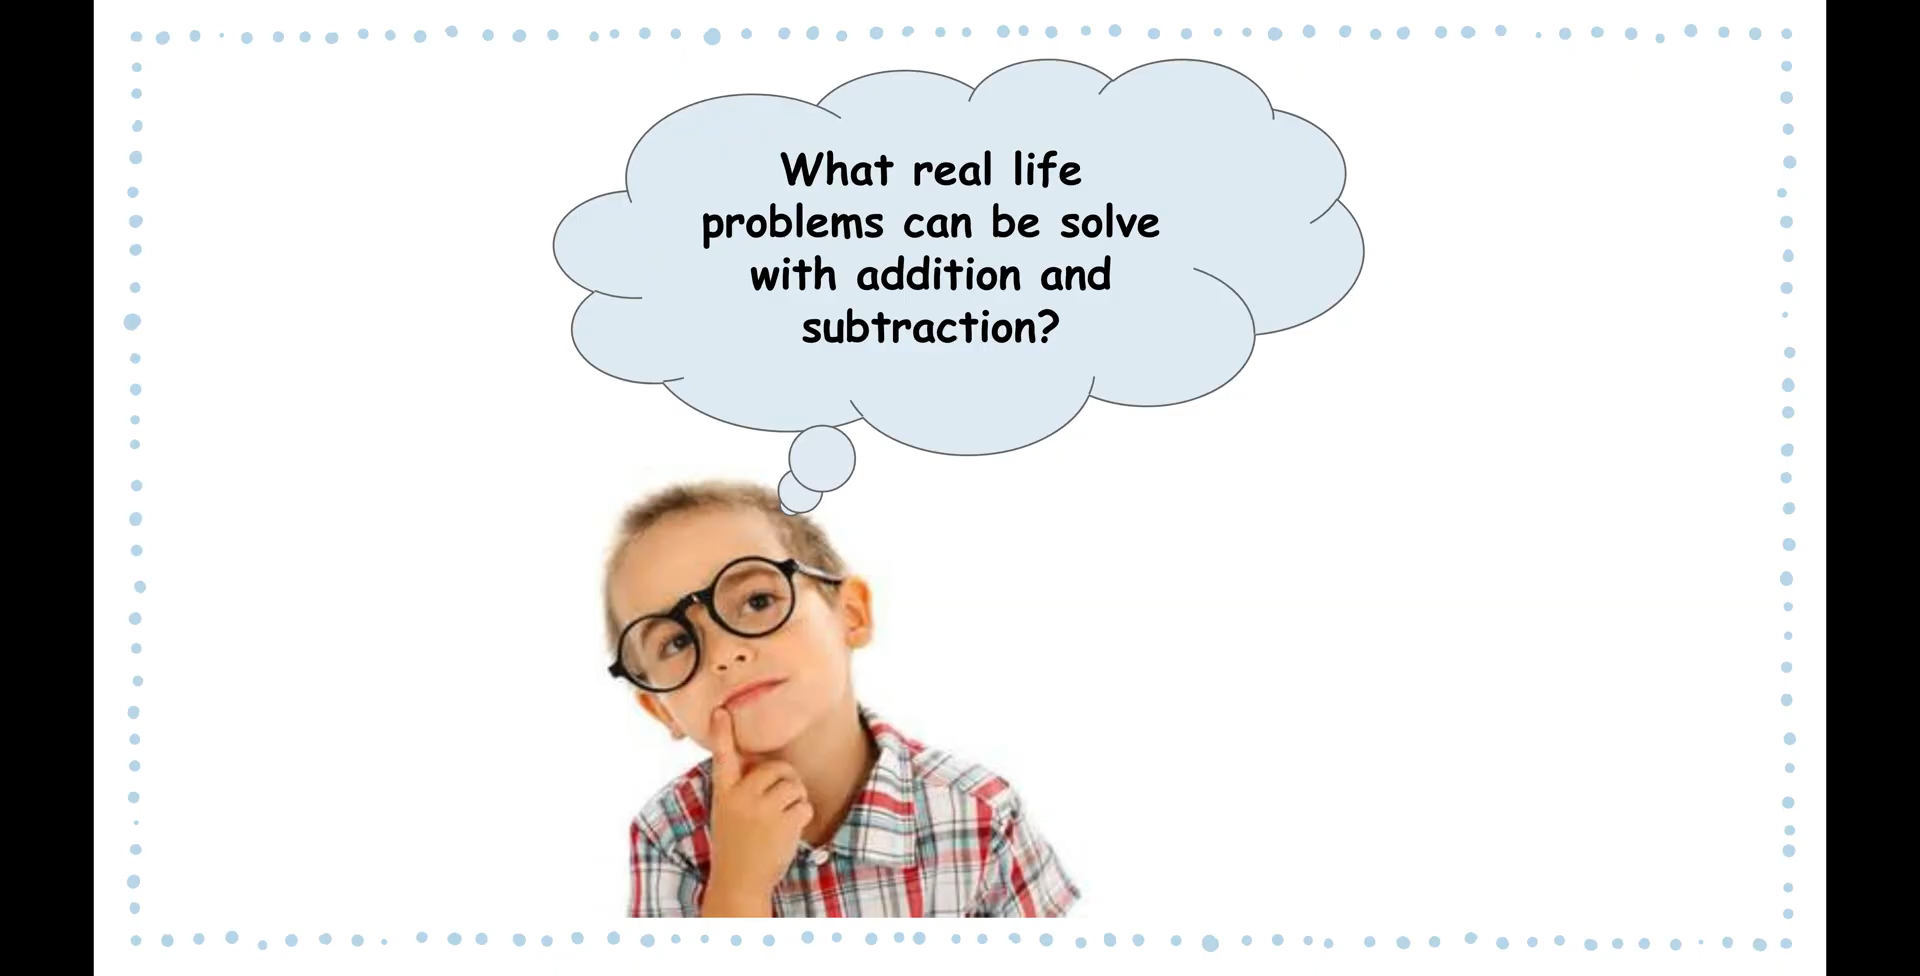 What real life
problems can be solve
with addition and
subtraction?